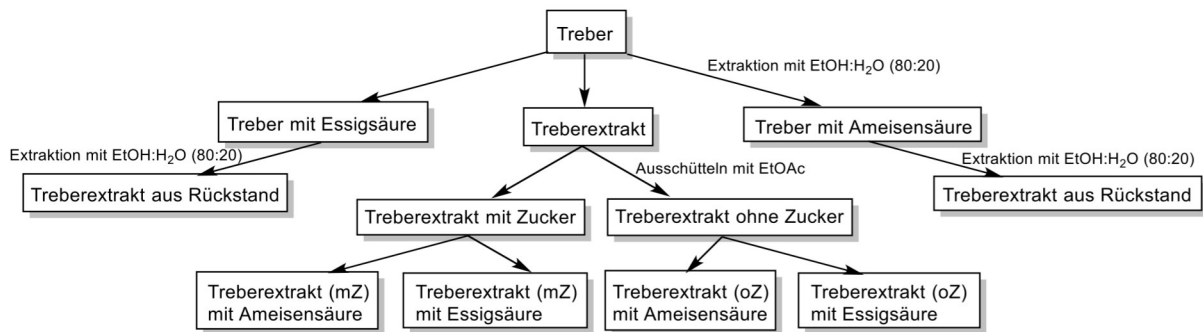 Treber
Extraktion mit EtOH:H₂O (80:20)
Treber mit Essigsäure
Treberextrakt
Treber mit Ameisensäure
Extraktion mit EtOH:H₂O (80:20)
Ausschütteln mit EtOAc
Extraktion mit EtOH:H₂O (80:20)
Treberextrakt aus Rückstand
Treberextrakt aus Rückstand
Treberextrakt mit Zucker
Treberextrakt ohne Zucker
Treberextrakt (mZ)
mit Ameisensäure
Treberextrakt (mZ)
mit Essigsäure
Treberextrakt (oZ)
mit Ameisensäure
Treberextrakt (oZ)
mit Essigsäure